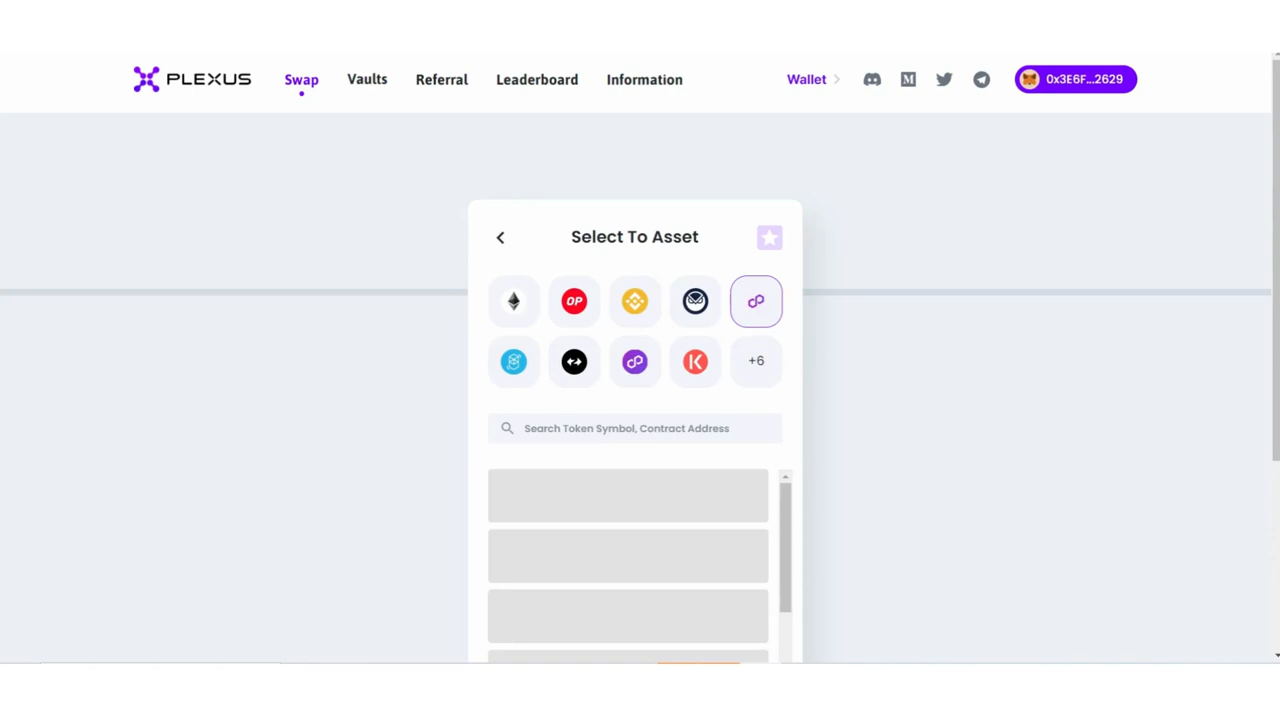 PLEXUS
Swap
Vaults
Referral
Leaderboard
Information
Wallet
0x3E6F...2629
Select To Asset
OP
+6
Search Token Symbol, Contract Address